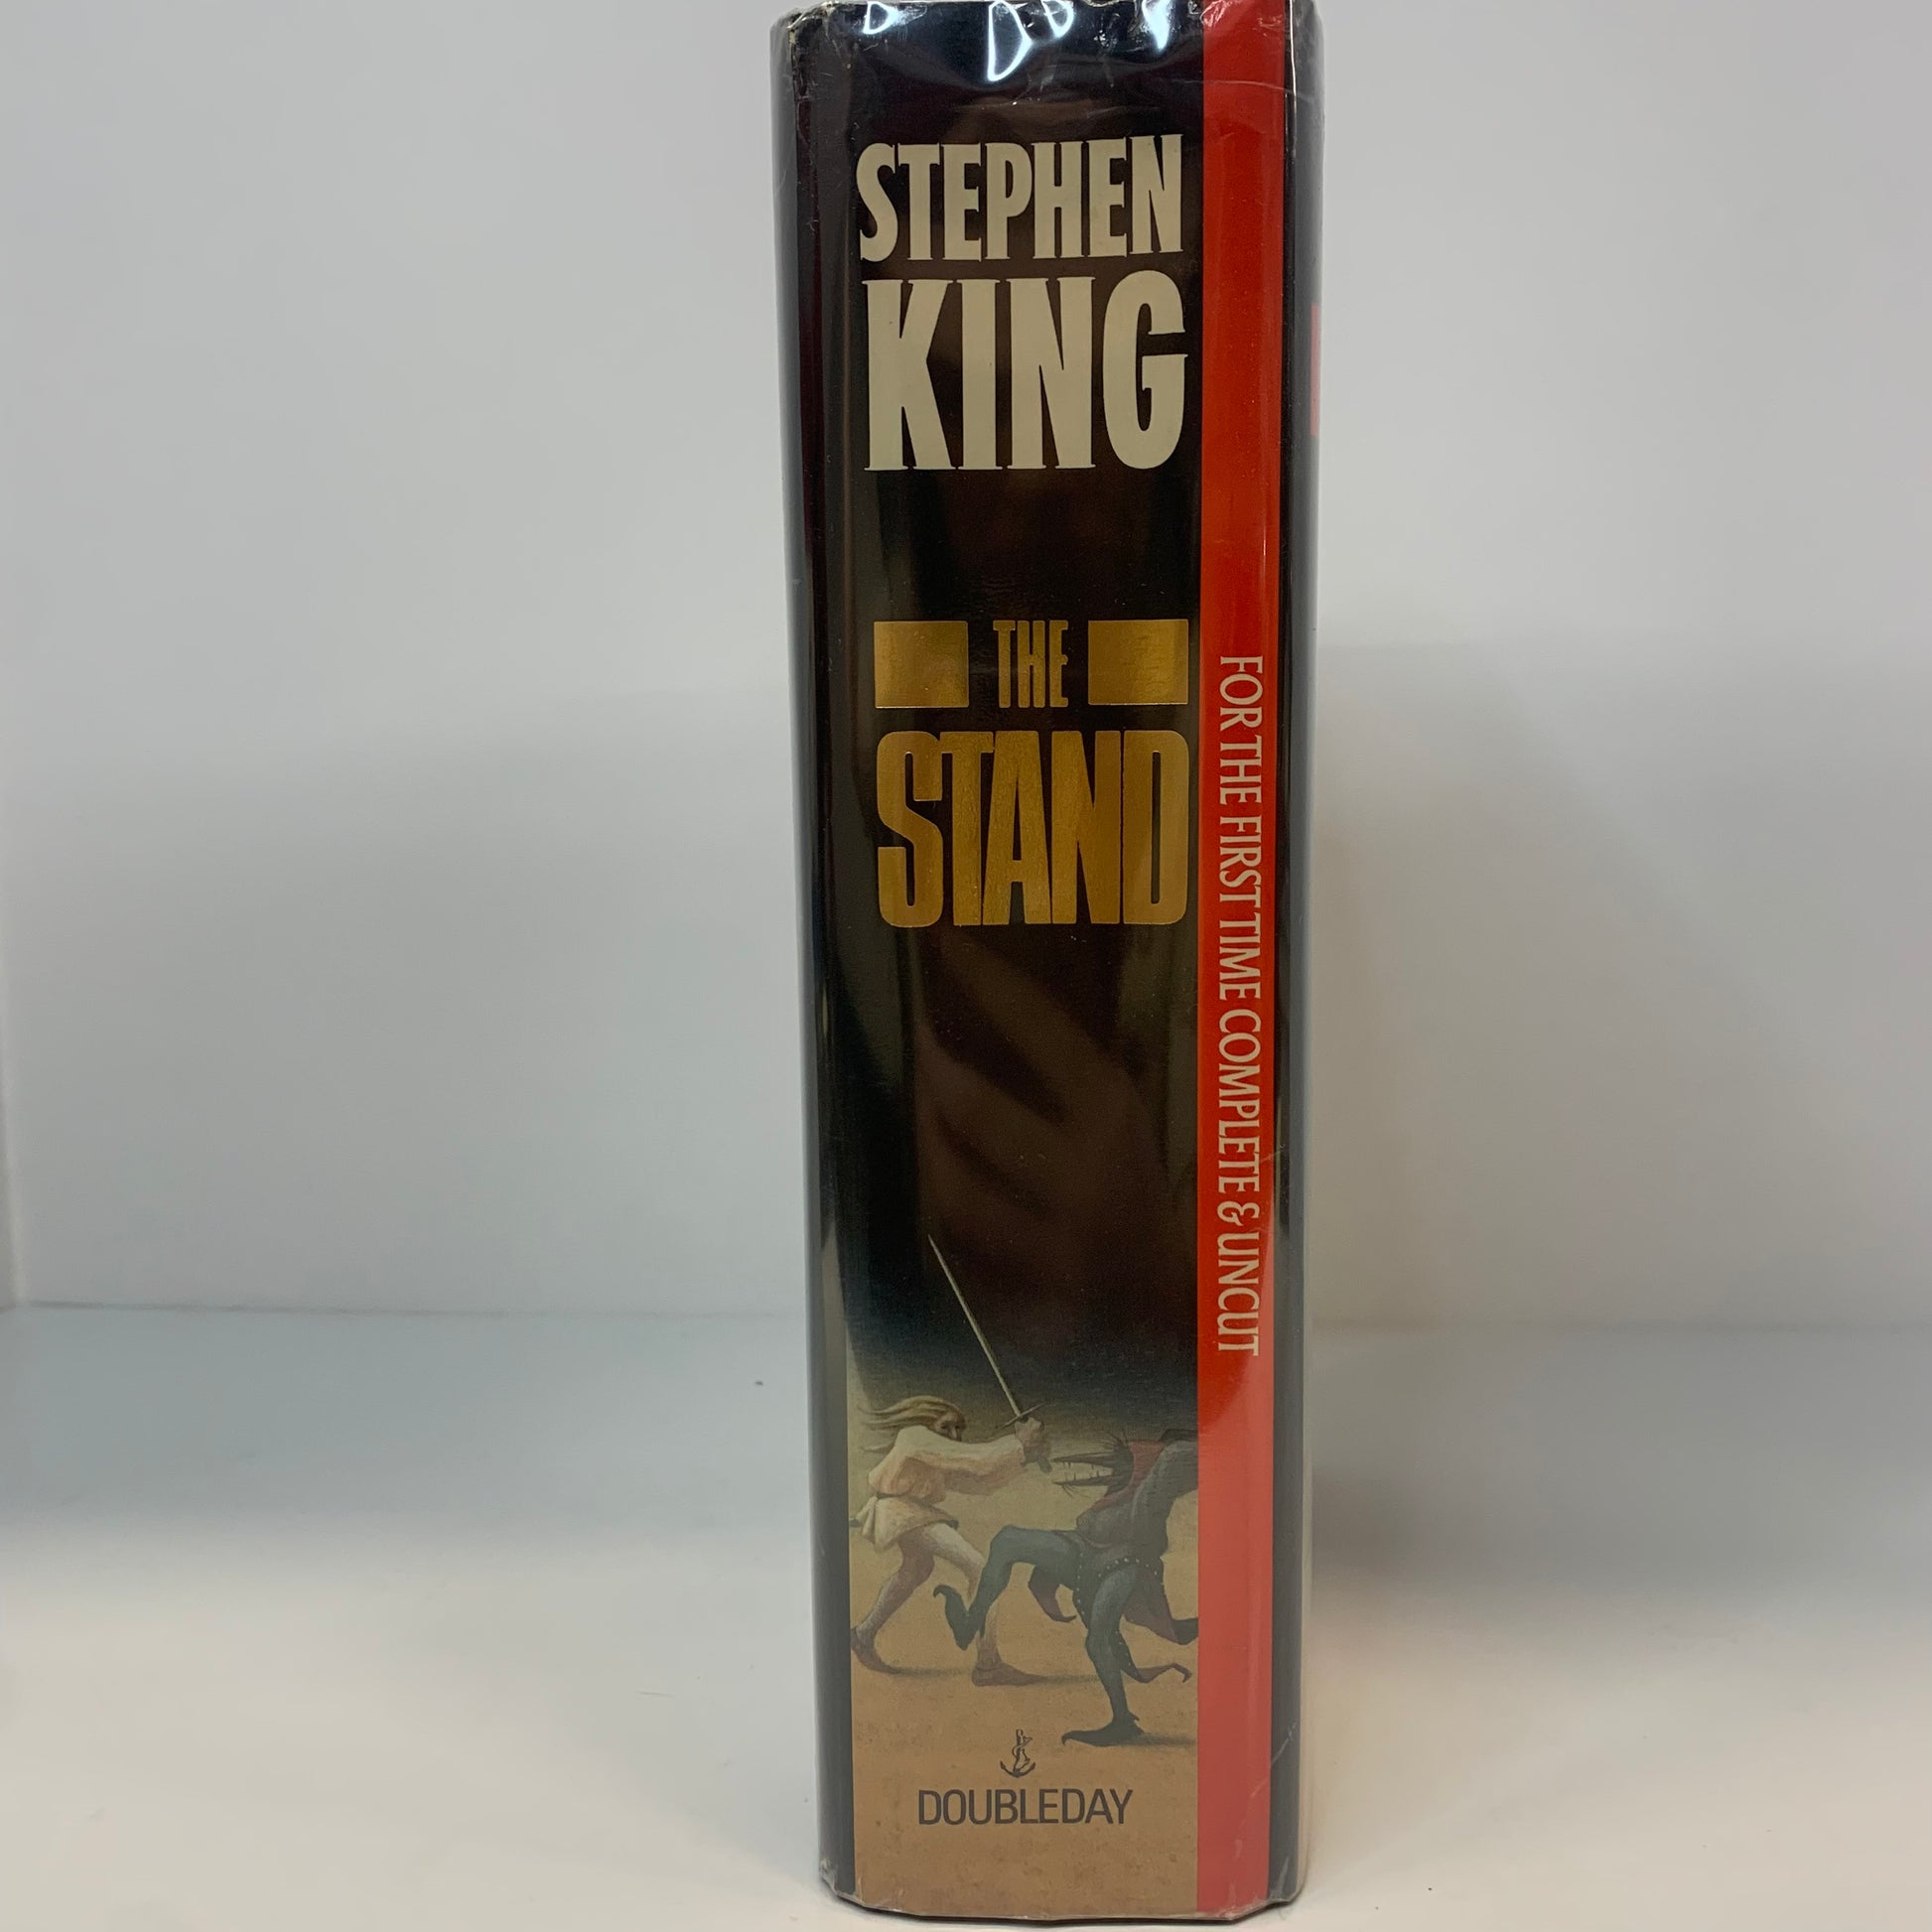 STEPHEN
KING
THE
STAND
FOR THE FIRST TIME COMPLETE & UNCUT
DOUBLEDAY